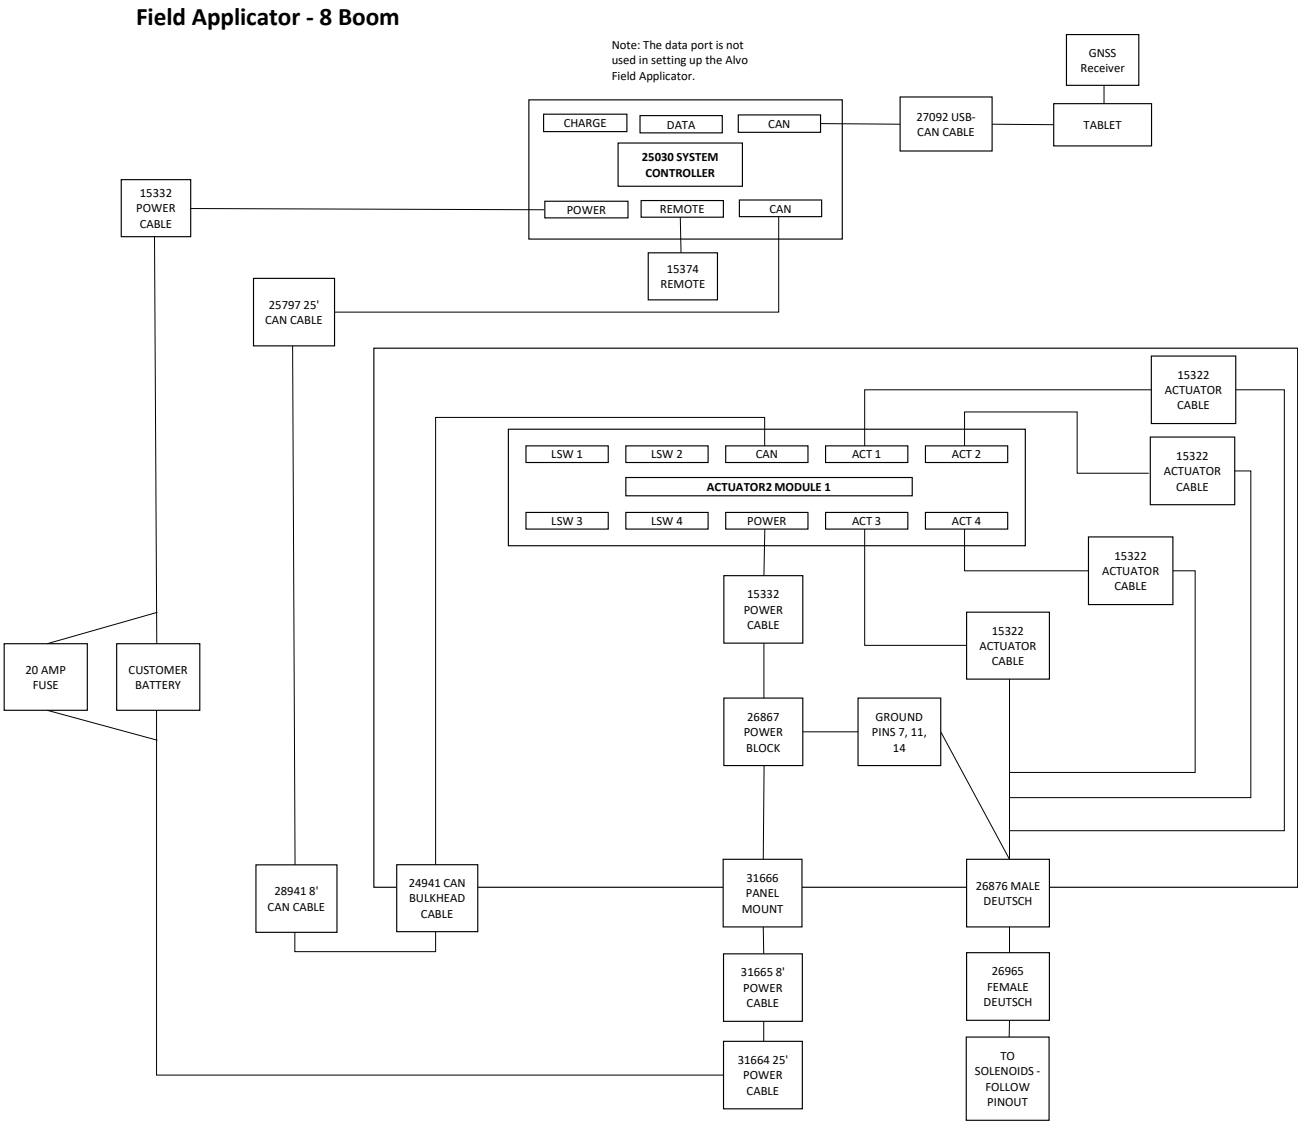 Field Applicator - 8 Boom
Note: The data port is not
used in setting up the Alvo
Field Applicator.
GNSS
Receiver
CHARGE
DATA
CAN
27092 USB-
CAN CABLE
TABLET
25030 SYSTEM
CONTROLLER
15332
POWER
CABLE
POWER
REMOTE
CAN
15374
REMOTE
25797 25'
CAN CABLE
15322
ACTUATOR
CABLE
LSW 1
LSW 2
CAN
ACT 1
ACT 2
15322
ACTUATOR
CABLE
ACTUATOR2 MODULE 1
LSW 3
LSW 4
POWER
ACT 3
ACT 4
15322
ACTUATOR
CABLE
15332
POWER
CABLE
15322
ACTUATOR
CABLE
20 AMP
FUSE
CUSTOMER
BATTERY
26867
POWER
BLOCK
GROUND
PINS 7, 11,
14
28941 8'
CAN CABLE
24941 CAN
BULKHEAD
CABLE
31666
PANEL
MOUNT
26876 MALE
DEUTSCH
31665 8'
POWER
CABLE
26965
FEMALE
DEUTSCH
31664 25'
POWER
CABLE
TO
SOLENOIDS -
FOLLOW
PINOUT